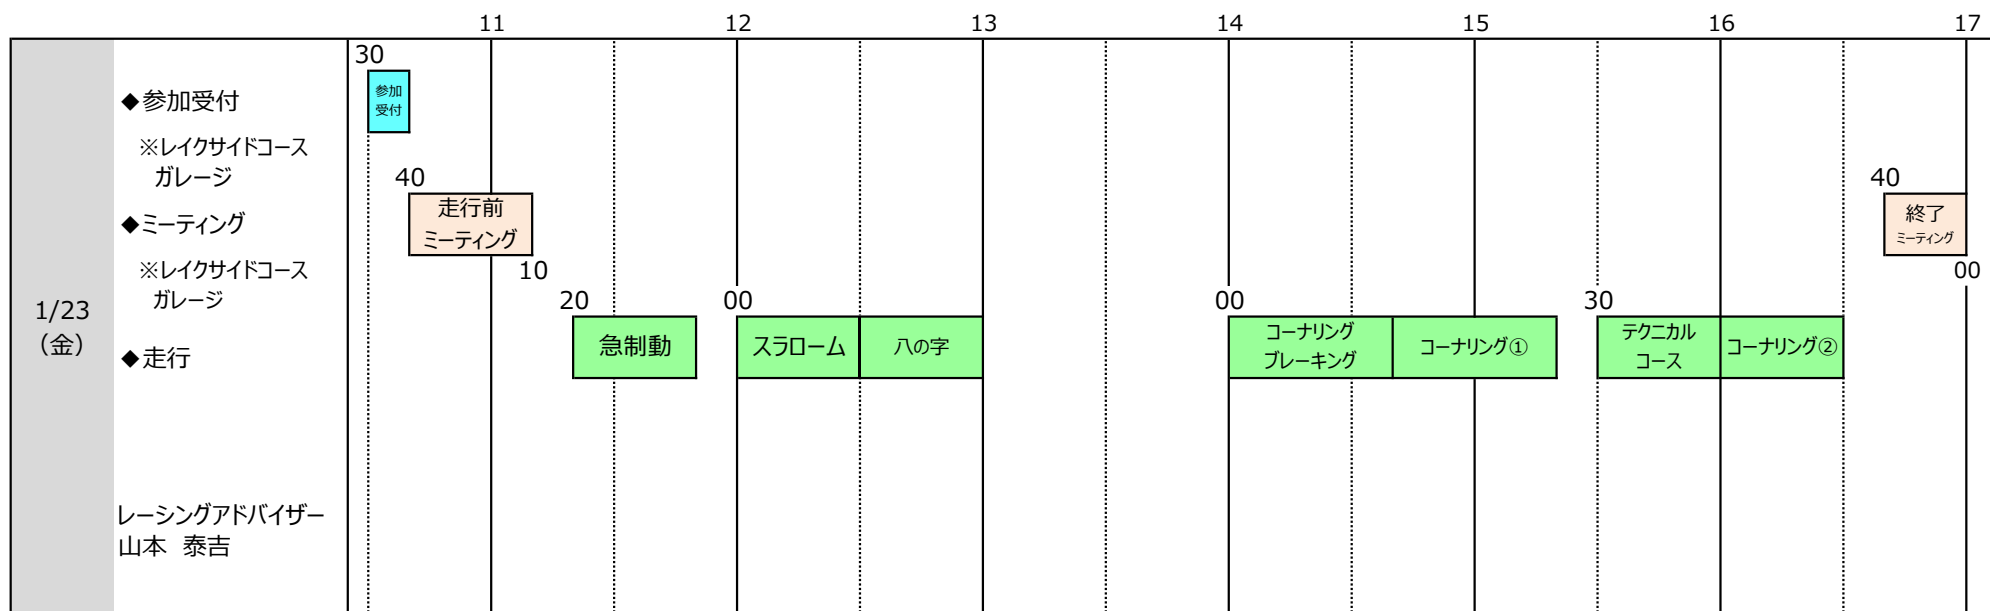 11 12 13 14 15 16 17
30
参加
受付
◆参加受付
※レイクサイドコース
ガレージ
40
40
走行前
ミーティング
終了
ミーティング
◆ミーティング
10
00
※レイクサイドコース
ガレージ
20
00
00
30
1/23
（金）
◆走行
急制動
スラローム
八の字
コーナリング
ブレーキング
コーナリング①
テクニカル
コース
コーナリング②
レーシングアドバイザー
山本　泰吉